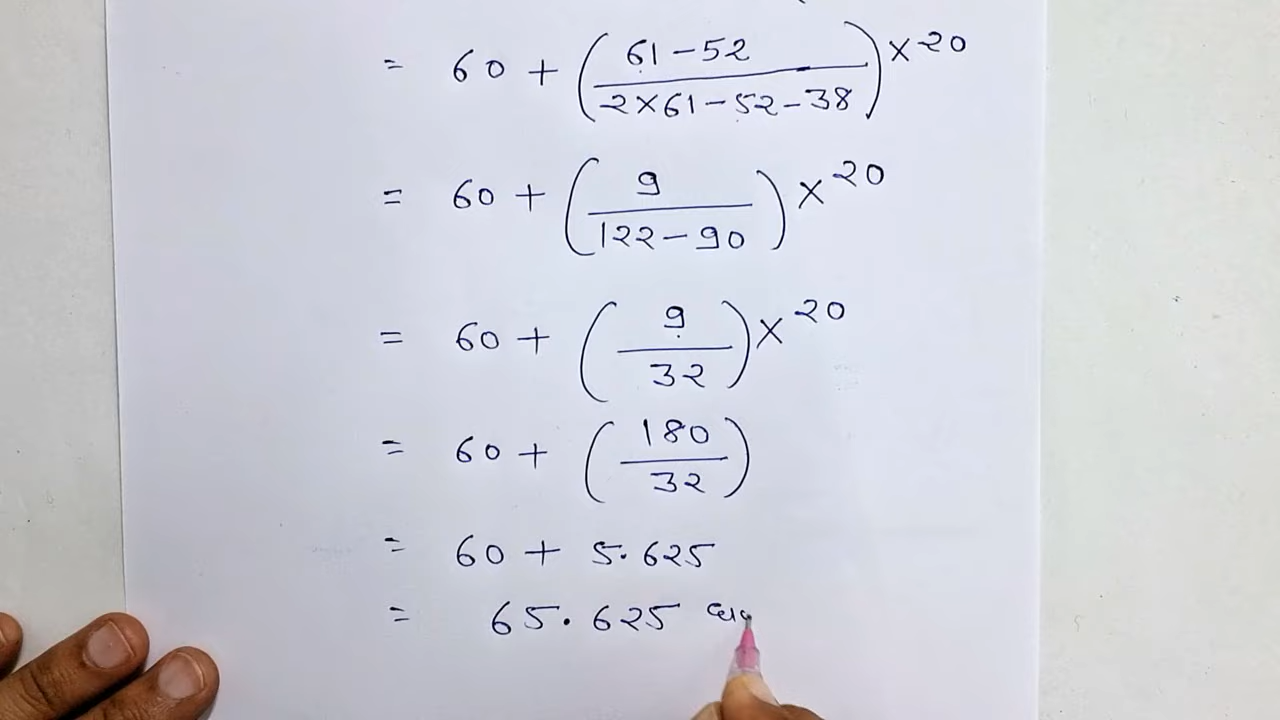 = 60 + (61-52 / 2×61-52-38) × 20
= 60 + (9 / 122-90) × 20
= 60 + (9 / 32) × 20
= 60 + (180 / 32)
= 60 + 5.625
= 65.625